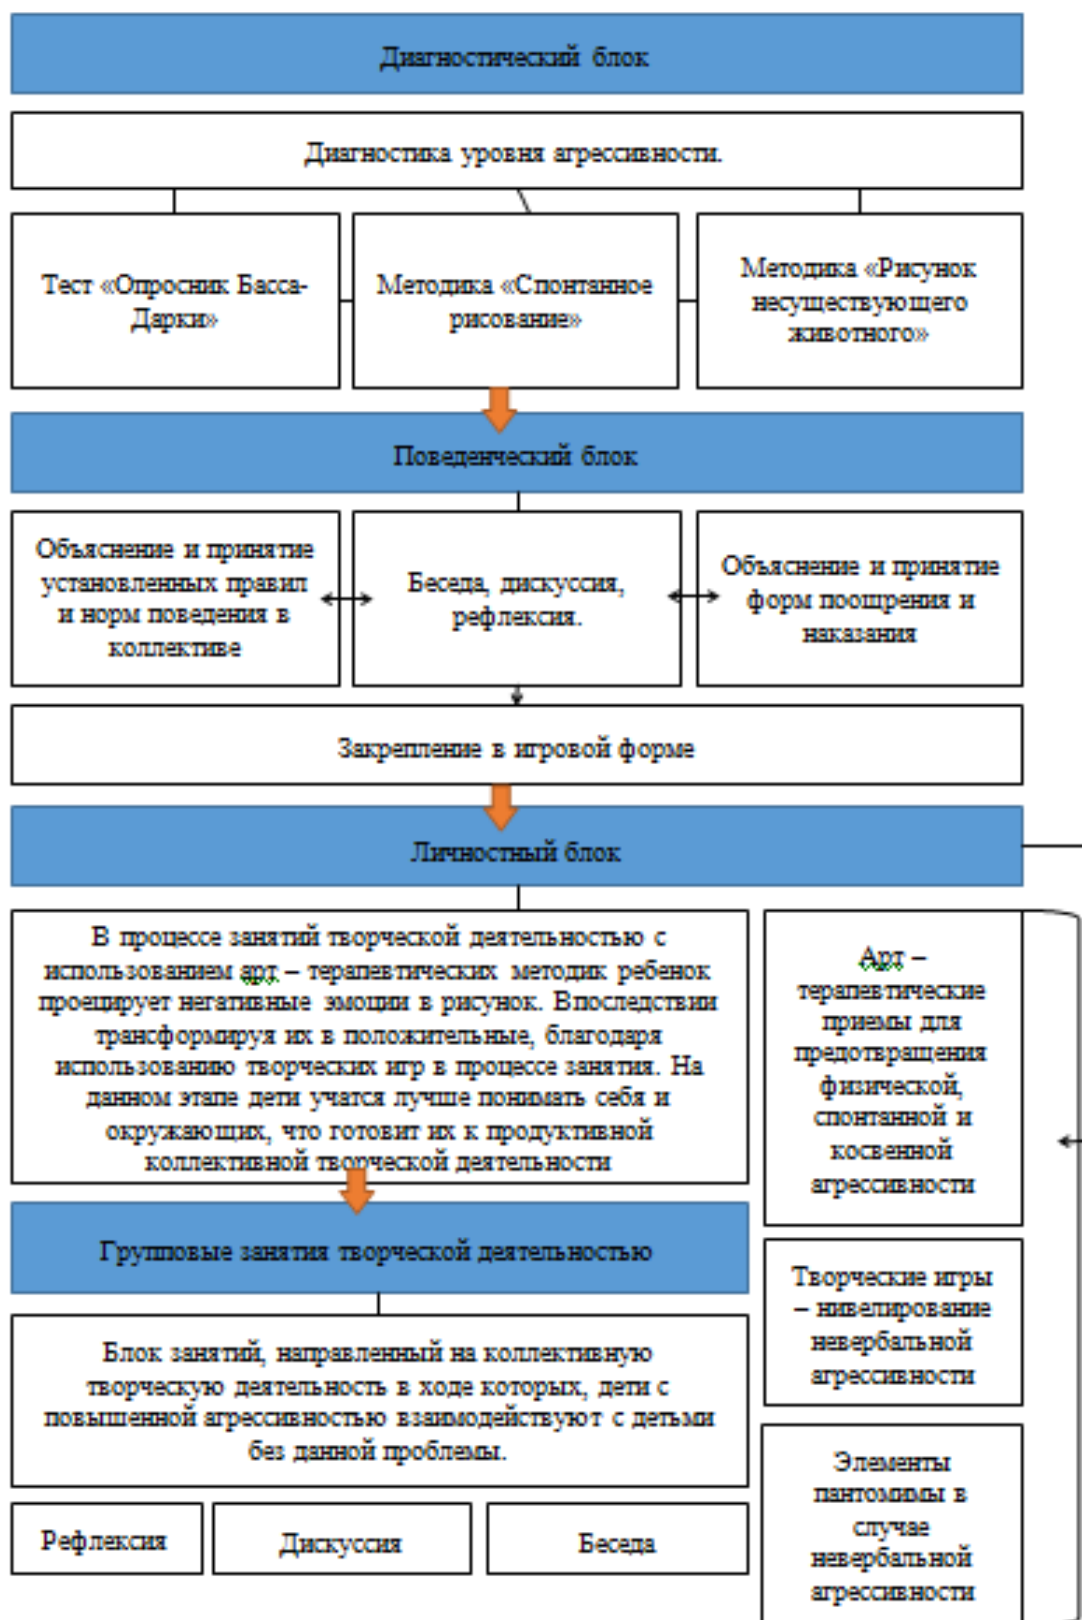 Диагностический блок
Диагностика уровня агрессивности.
Тест «Опросник Басса-
Дарки»
Методика «Спонтанное
рисование»
Методика «Рисунок
несуществующего
животного»
Поведенческий блок
Объяснение и принятие
установленных правил
и норм поведения в
коллективе
Беседа, дискуссия,
рефлексия.
Объяснение и принятие
форм поощрения и
наказания
Закрепление в игровой форме
Личностный блок
В процессе занятий творческой деятельностью с
использованием арт – терапевтических методик ребенок
проецирует негативные эмоции в рисунок. Впоследствии
трансформируя их в положительные, благодаря
использованию творческих игр в процессе занятия. На
данном этапе дети учатся лучше понимать себя и
окружающих, что готовит их к продуктивной
коллективной творческой деятельности
Арт –
терапевтические
приемы для
предотвращения
физической,
спонтанной и
косвенной
агрессивности
Групповые занятия творческой деятельностью
Творческие игры
– нивелирование
невербальной
агрессивности
Блок занятий, направленный на коллективную
творческую деятельность в ходе которых, дети с
повышенной агрессивностью взаимодействуют с детьми
без данной проблемы.
Элементы
пантомимы в
случае
невербальной
агрессивности
Рефлексия
Дискуссия
Беседа